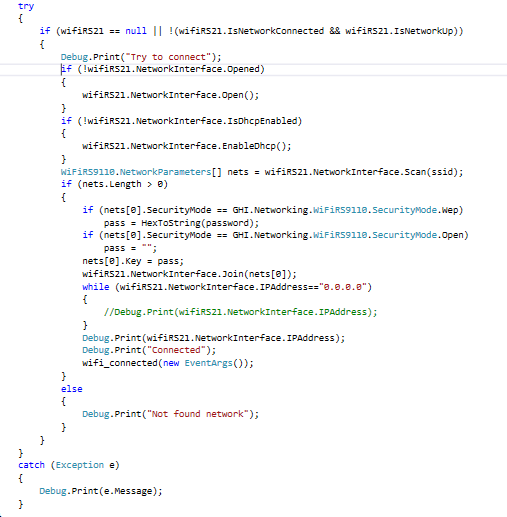 try
{
if (wifiRS21 == null || !(wifiRS21.IsNetworkConnected && wifiRS21.IsNetworkUp))
{
Debug.Print("Try to connect");
if (!wifiRS21.NetworkInterface.Opened)
{
wifiRS21.NetworkInterface.Open();
}
if (!wifiRS21.NetworkInterface.IsDhcpEnabled)
{
wifiRS21.NetworkInterface.EnableDhcp();
}
WiFiRS9110.NetworkParameters[] nets = wifiRS21.NetworkInterface.Scan(ssid);
if (nets.Length > 0)
{
if (nets[0].SecurityMode == GHI.Networking.WiFiRS9110.SecurityMode.Wep)
pass = HexToString(password);
if (nets[0].SecurityMode == GHI.Networking.WiFiRS9110.SecurityMode.Open)
pass = "";
nets[0].Key = pass;
wifiRS21.NetworkInterface.Join(nets[0]);
while (wifiRS21.NetworkInterface.IPAddress=="0.0.0.0")
{
//Debug.Print(wifiRS21.NetworkInterface.IPAddress);
}
Debug.Print(wifiRS21.NetworkInterface.IPAddress);
Debug.Print("Connected");
wifi_connected(new EventArgs());
}
else
{
Debug.Print("Not found network");
}
}
}
catch (Exception e)
{
Debug.Print(e.Message);
}